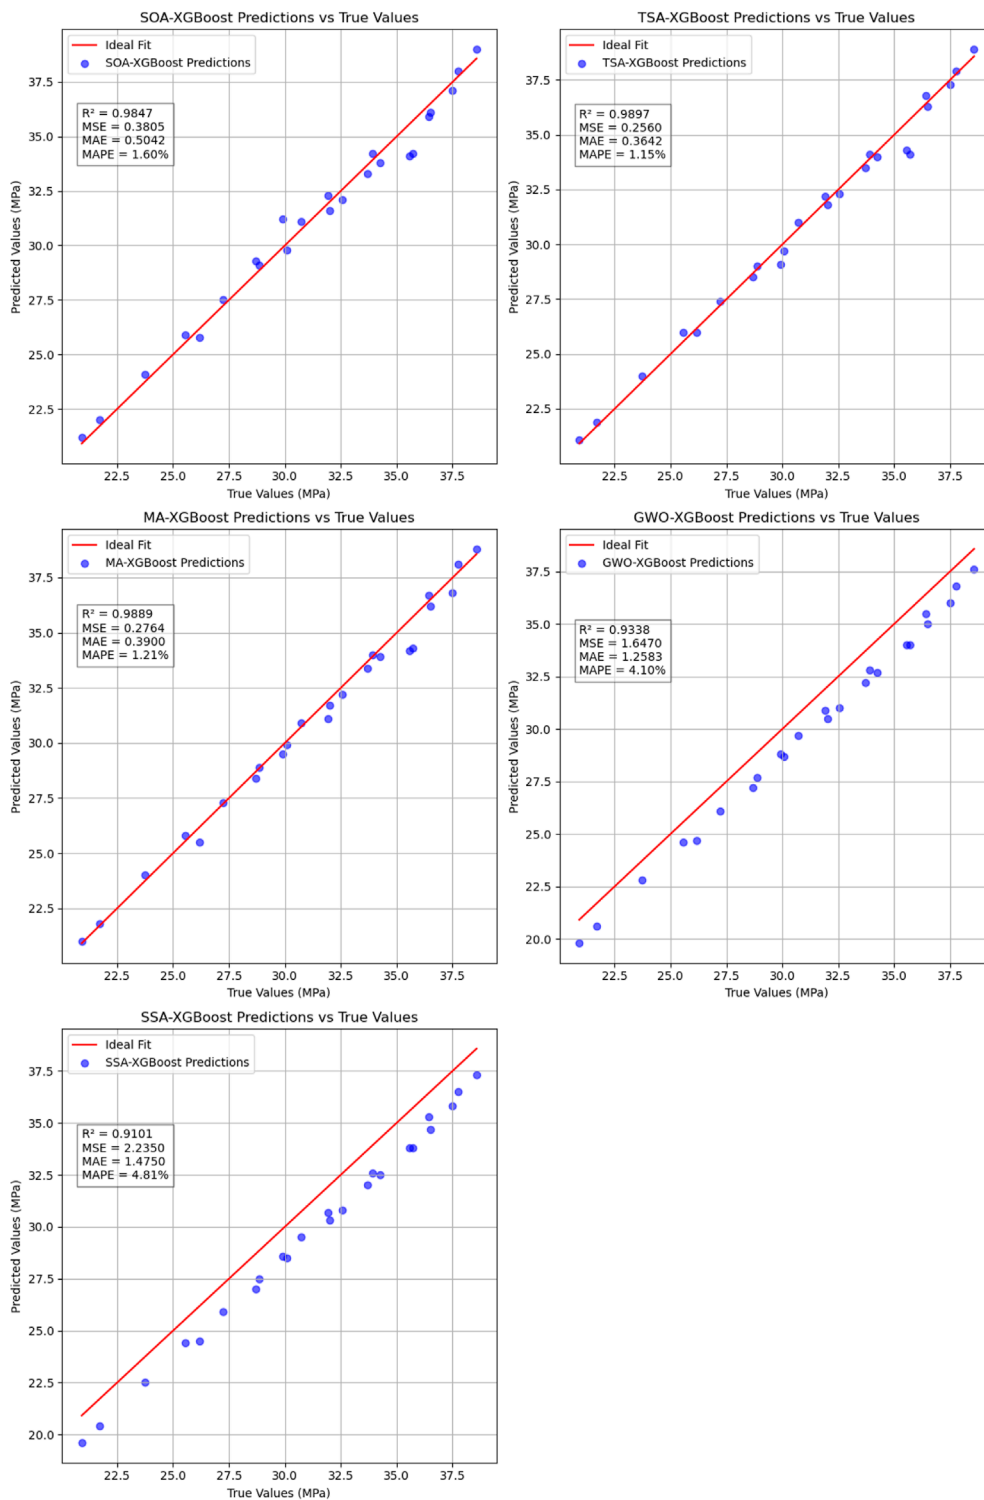 SOA-XGBoost Predictions vs True Values
Ideal Fit
SOA-XGBoost Predictions
R² = 0.9847
MSE = 0.3805
MAE = 0.5042
MAPE = 1.60%
37.5
35.0
32.5
30.0
27.5
25.0
22.5
Predicted Values (MPa)
22.5 25.0 27.5 30.0 32.5 35.0 37.5
True Values (MPa)
TSA-XGBoost Predictions vs True Values
Ideal Fit
TSA-XGBoost Predictions
R² = 0.9897
MSE = 0.2560
MAE = 0.3642
MAPE = 1.15%
37.5
35.0
32.5
30.0
27.5
25.0
22.5
Predicted Values (MPa)
22.5 25.0 27.5 30.0 32.5 35.0 37.5
True Values (MPa)
MA-XGBoost Predictions vs True Values
Ideal Fit
MA-XGBoost Predictions
R² = 0.9889
MSE = 0.2764
MAE = 0.3900
MAPE = 1.21%
37.5
35.0
32.5
30.0
27.5
25.0
22.5
Predicted Values (MPa)
22.5 25.0 27.5 30.0 32.5 35.0 37.5
True Values (MPa)
GWO-XGBoost Predictions vs True Values
Ideal Fit
GWO-XGBoost Predictions
R² = 0.9338
MSE = 1.6470
MAE = 1.2583
MAPE = 4.10%
37.5
35.0
32.5
30.0
27.5
25.0
22.5
20.0
Predicted Values (MPa)
22.5 25.0 27.5 30.0 32.5 35.0 37.5
True Values (MPa)
SSA-XGBoost Predictions vs True Values
Ideal Fit
SSA-XGBoost Predictions
R² = 0.9101
MSE = 2.2350
MAE = 1.4750
MAPE = 4.81%
37.5
35.0
32.5
30.0
27.5
25.0
22.5
20.0
Predicted Values (MPa)
22.5 25.0 27.5 30.0 32.5 35.0 37.5
True Values (MPa)